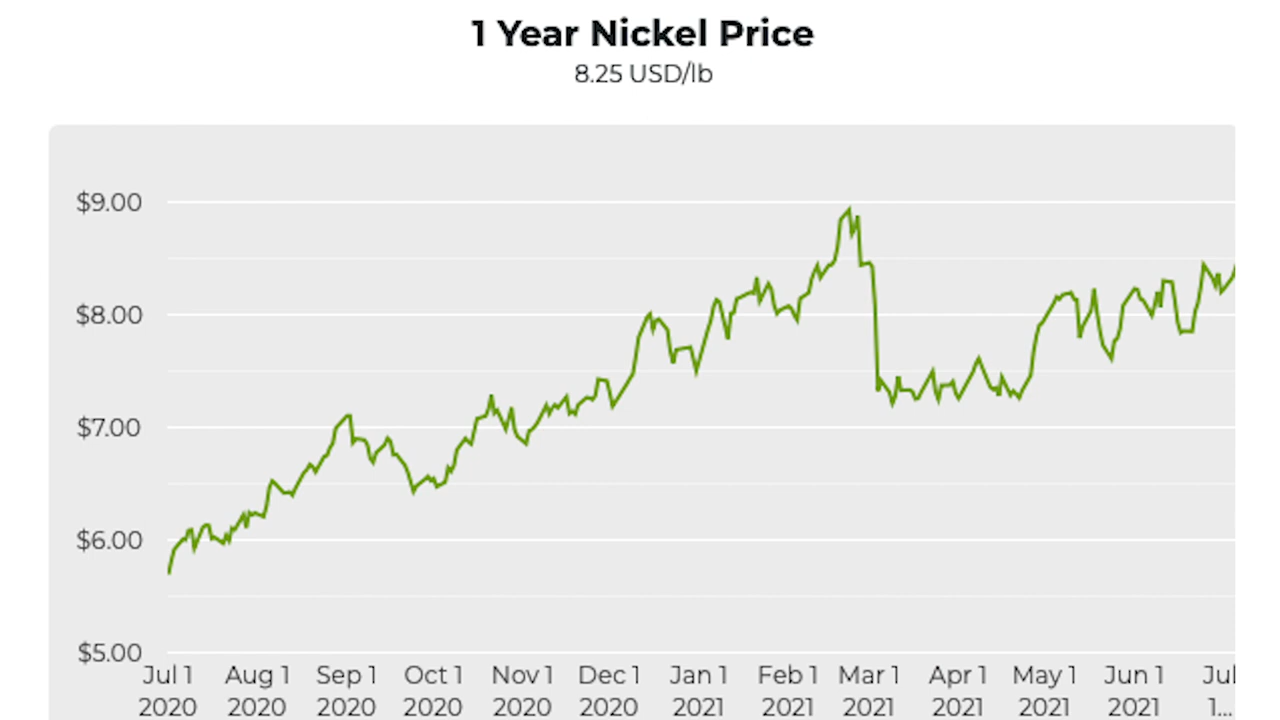 1 Year Nickel Price
8.25 USD/lb
$9.00
$8.00
$7.00
$6.00
$5.00
Jul 1 Aug 1 Sep 1 Oct 1 Nov 1 Dec 1 Jan 1 Feb 1 Mar 1 Apr 1 May 1 Jun 1 Jul
2020 2020 2020 2020 2020 2020 2021 2021 2021 2021 2021 2021 1...